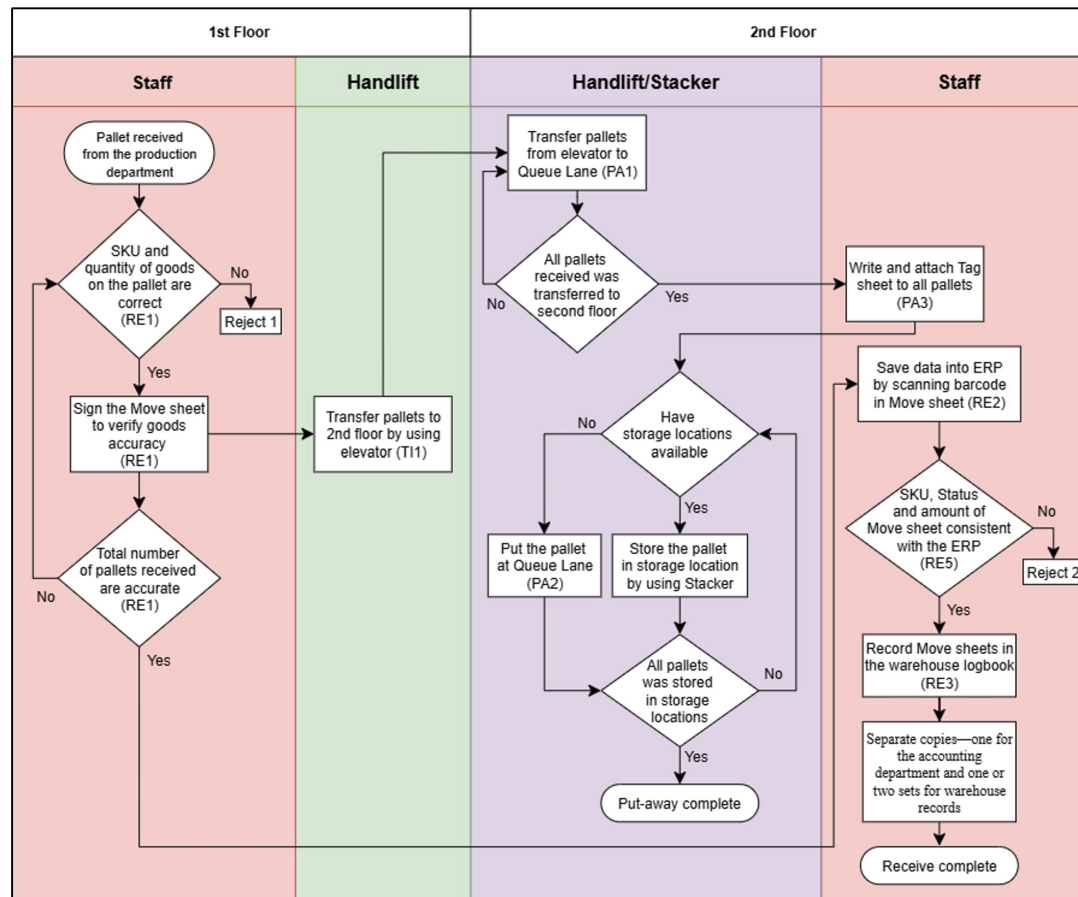 1st Floor
2nd Floor
Staff
Handlift
Handlift/Stacker
Staff
Pallet received
from the production
department
SKU and
quantity of goods
on the pallet are
correct
(RE1)
No
Reject 1
Yes
Sign the Move sheet
to verify goods
accuracy
(RE1)
Total number
of pallets received
are accurate
(RE1)
No
Yes
Transfer pallets to
2nd floor by using
elevator (TI1)
Transfer pallets
from elevator to
Queue Lane (PA1)
All pallets
received was
transferred to
second floor
No
Yes
Write and attach Tag
sheet to all pallets
(PA3)
Have
storage locations
available
No
Yes
Put the pallet
at Queue Lane
(PA2)
Store the pallet
in storage location
by using Stacker
All pallets
was stored
in storage
locations
No
Yes
Put-away complete
Save data into ERP
by scanning barcode
in Move sheet (RE2)
SKU, Status
and amount of
Move sheet consistent
with the ERP
(RE5)
No
Reject 2
Yes
Record Move sheets in
the warehouse logbook
(RE3)
Separate copies—one for
the accounting
department and one or
two sets for warehouse
records
Receive complete